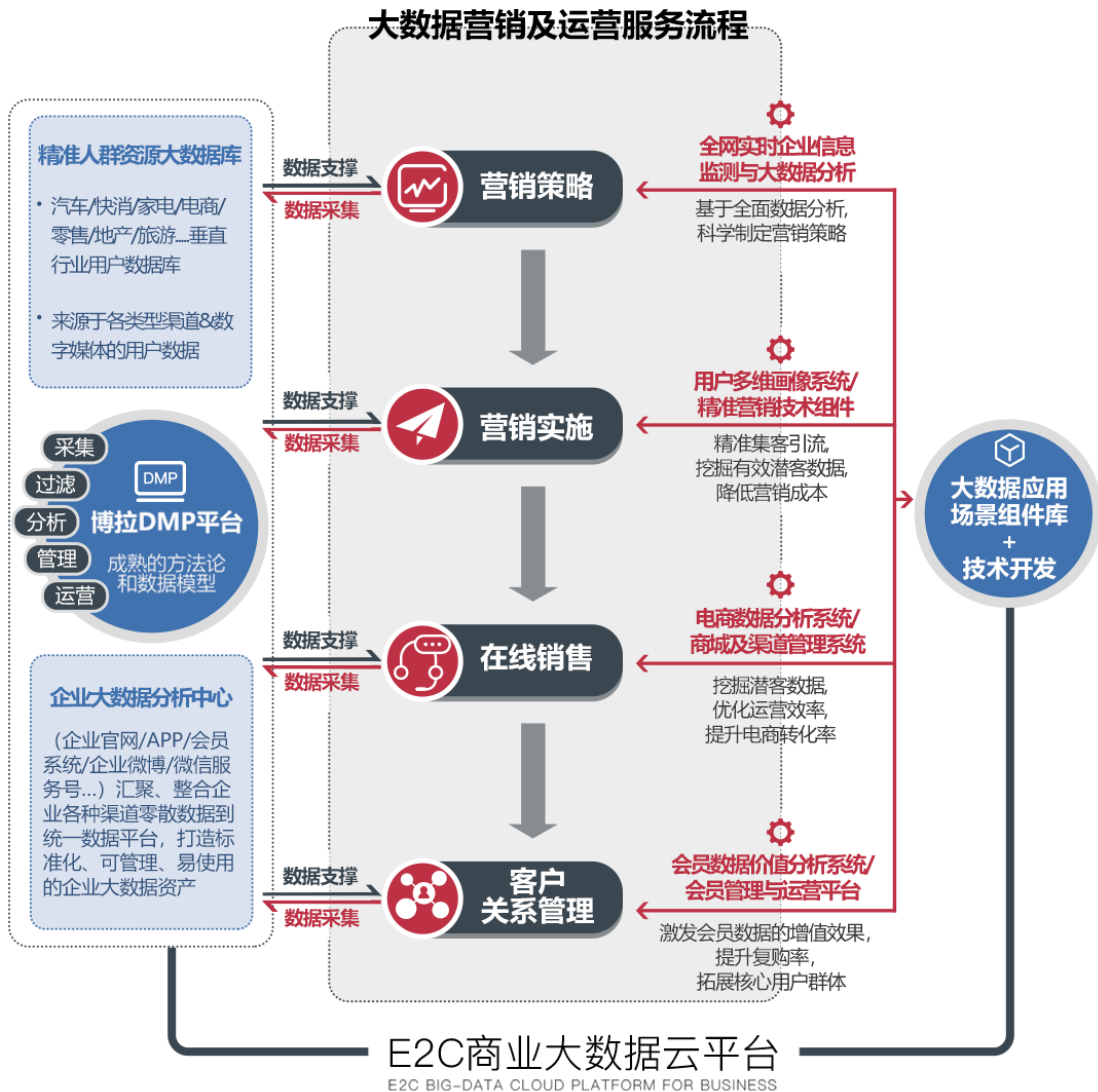 大数据营销及运营服务流程
精准人群资源大数据库
• 汽车/快消/家电/电商/
零售/地产/旅游....垂直
行业用户数据库
• 来源于各类型渠道&数
字媒体的用户数据
采集
过滤
分析
管理
运营
DMP
博拉DMP平台
成熟的方法论
和数据模型
企业大数据分析中心
（企业官网/APP/会员
系统/企业微博/微信服
务号...）汇聚、整合企
业各种渠道零散数据到
统一数据平台，打造标
准化、可管理、易使用
的企业大数据资产
数据支撑
数据采集
营销策略
数据支撑
数据采集
营销实施
数据支撑
数据采集
在线销售
数据支撑
数据采集
客户
关系管理
全网实时企业信息
监测与大数据分析
基于全面数据分析,
科学制定营销策略
用户多维画像系统/
精准营销技术组件
精准集客引流,
挖掘有效潜客数据,
降低营销成本
电商数据分析系统/
商城及渠道管理系统
挖掘潜客数据,
优化运营效率,
提升电商转化率
会员数据价值分析系统/
会员管理与运营平台
激发会员数据的增值效果,
提升复购率,
拓展核心用户群体
大数据应用
场景组件库
+
技术开发
E2C商业大数据云平台
E2C BIG-DATA CLOUD PLATFORM FOR BUSINESS